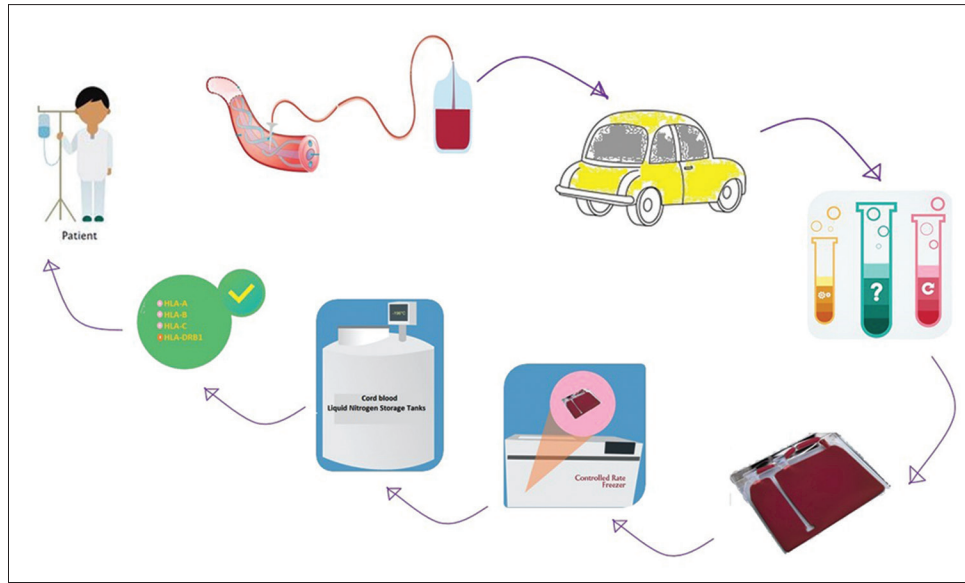 Patient
?
HLA-A
HLA-B
HLA-C
HLA-DRB1
Cord blood
Liquid Nitrogen Storage Tanks
Controlled Rate
Freezer